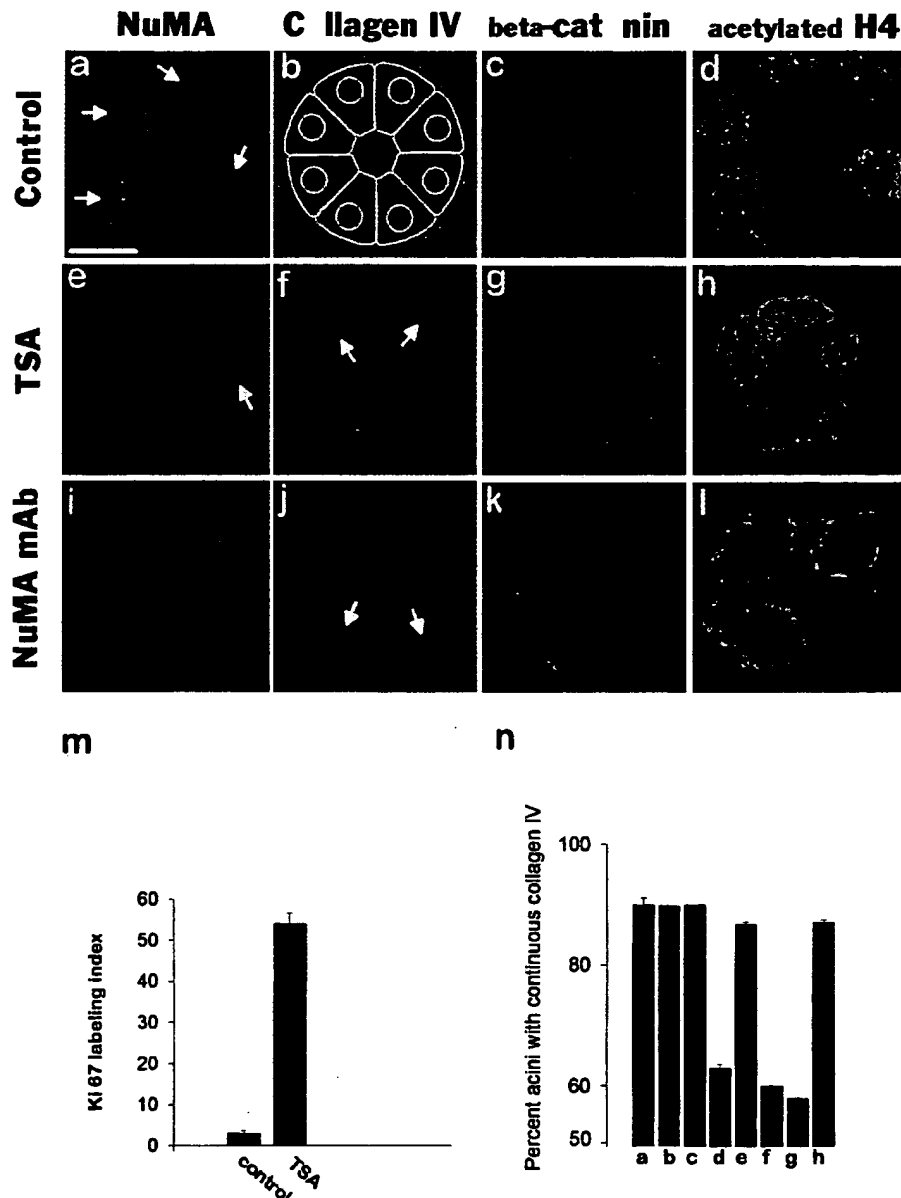 NuMA C llagen IV beta-cat nin acetylated H4
Control
a b c d
TSA
e f g h
NuMA mAb
i j k l
m n
Ki 67 labeling index
60
50
40
30
20
10
0
control TSA
Percent acini with continuous collagen IV
100
80
60
50
a b c d e f g h